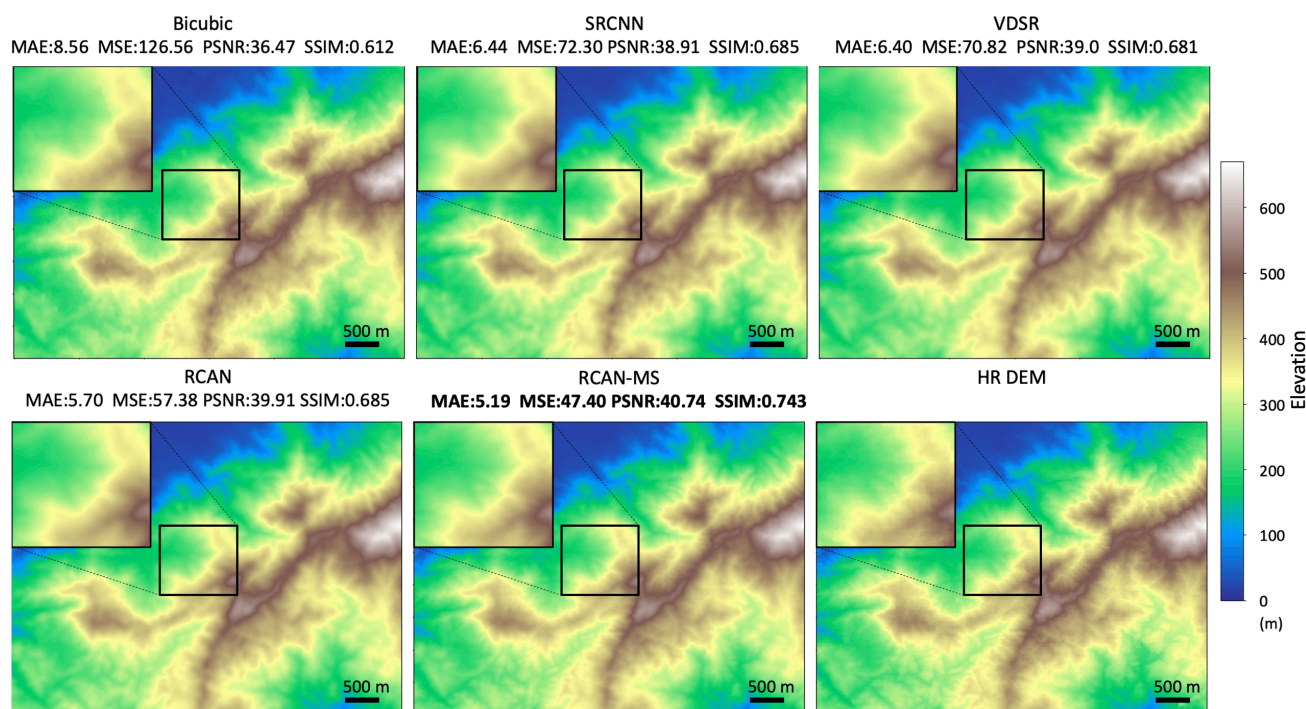 Bicubic
MAE:8.56 MSE:126.56 PSNR:36.47 SSIM:0.612
SRCNN
MAE:6.44 MSE:72.30 PSNR:38.91 SSIM:0.685
VDSR
MAE:6.40 MSE:70.82 PSNR:39.0 SSIM:0.681
500 m
500 m
500 m
RCAN
MAE:5.70 MSE:57.38 PSNR:39.91 SSIM:0.685
RCAN-MS
MAE:5.19 MSE:47.40 PSNR:40.74 SSIM:0.743
HR DEM
500 m
500 m
500 m
600
500
400
300
200
100
0
(m)
Elevation